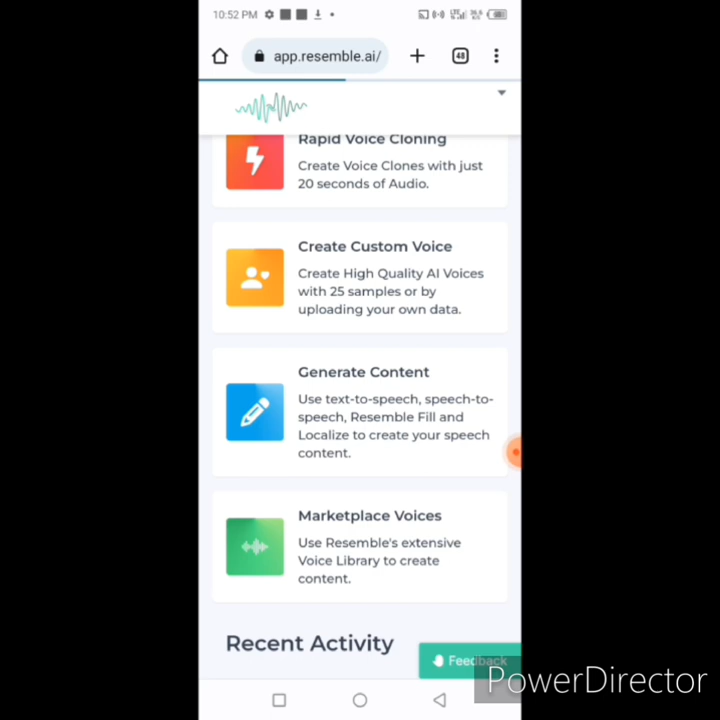 10:52 PM
48
app.resemble.ai/
Rapid Voice Cloning
Create Voice Clones with just
20 seconds of Audio.
Create Custom Voice
Create High Quality AI Voices
with 25 samples or by
uploading your own data.
Generate Content
Use text-to-speech, speech-to-
speech, Resemble Fill and
Localize to create your speech
content.
Marketplace Voices
Use Resemble's extensive
Voice Library to create
content.
Recent Activity
Feedback
PowerDirector